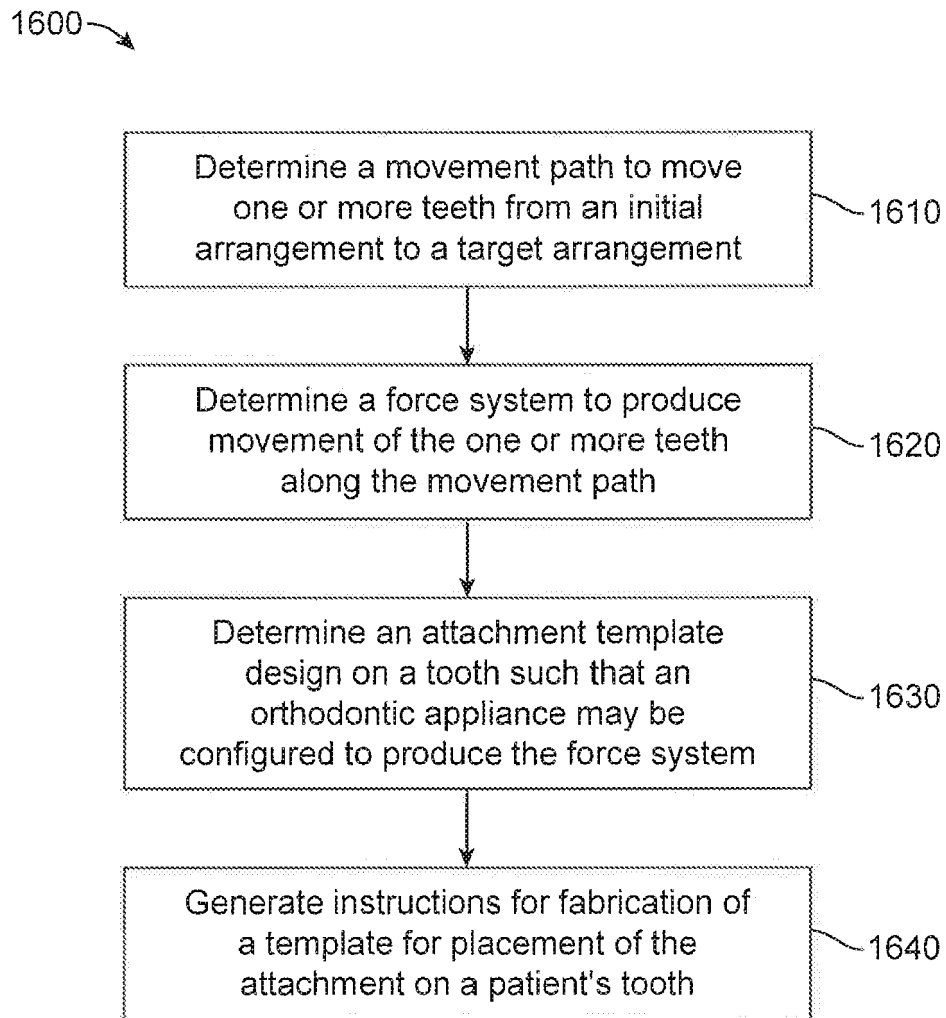 1600
Determine a movement path to move
one or more teeth from an initial
arrangement to a target arrangement
1610
Determine a force system to produce
movement of the one or more teeth
along the movement path
1620
Determine an attachment template
design on a tooth such that an
orthodontic appliance may be
configured to produce the force system
1630
Generate instructions for fabrication of
a template for placement of the
attachment on a patient's tooth
1640